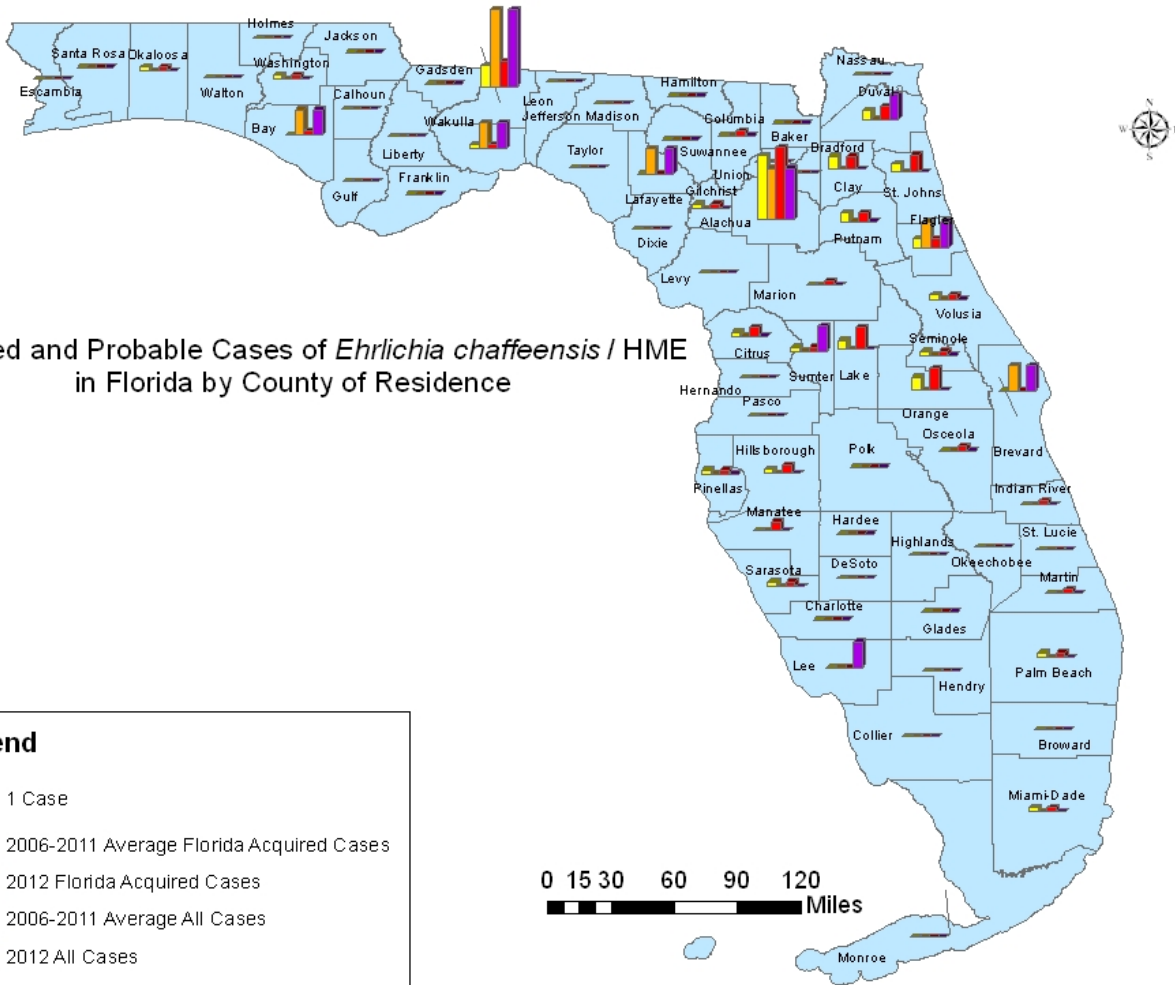 Holmes
Jackson
Santa Rosa
Okaloosa
Washington
Gadsden
Nassau
Escambia
Walton
Calhoun
Hamilton
Duval
Leon
Jefferson
Madison
Columbia
Baker
Bay
Wakulla
Liberty
Taylor
Suwannee
Bradford
Union
Gulf
Franklin
Lafayette
Gilchrist
Alachua
Clay
St. Johns
Flagler
Dixie
Putnam
Levy
Marion
Volusia
N
W
S
ed and Probable Cases of Ehrlichia chaffeensis / HME
in Florida by County of Residence
Citrus
Sumter
Lake
Seminole
Hernando
Pasco
Orange
Osceola
Brevard
Hillsborough
Polk
Pinellas
Indian River
Manatee
Hardee
Highlands
St. Lucie
Okeechobee
Sarasota
DeSoto
Martin
Charlotte
Glades
Lee
Palm Beach
Hendry
Collier
Broward
Miami-Dade
Monroe
end
1 Case
2006-2011 Average Florida Acquired Cases
2012 Florida Acquired Cases
2006-2011 Average All Cases
2012 All Cases
0 15 30 60 90 120
Miles